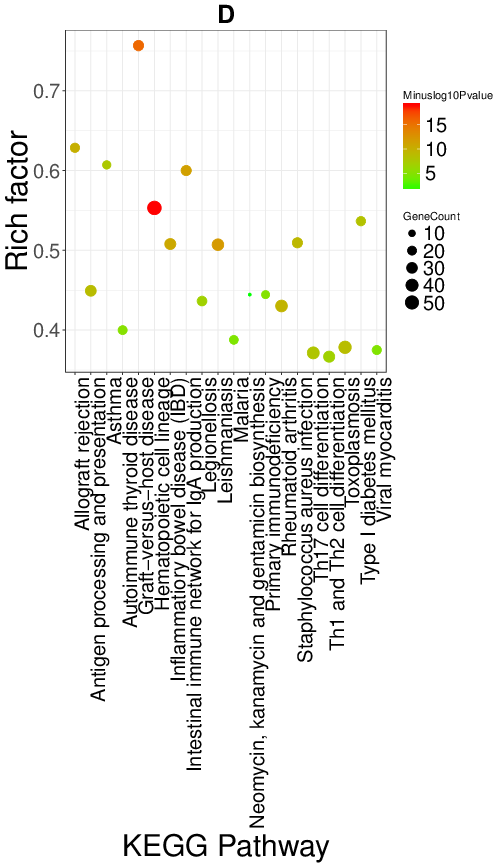 D
Rich factor
0.7
0.6
0.5
0.4
Minuslog10Pvalue
15
10
5
GeneCount
10
20
30
40
50
Allograft rejection
Antigen processing and presentation
Asthma
Autoimmune thyroid disease
Graft−versus−host disease
Hematopoietic cell lineage
Inflammatory bowel disease (IBD)
Intestinal immune network for IgA production
Legionellosis
Leishmaniasis
Malaria
Neomycin, kanamycin and gentamicin biosynthesis
Primary immunodeficiency
Rheumatoid arthritis
Staphylococcus aureus infection
Th17 cell differentiation
Th1 and Th2 cell differentiation
Toxoplasmosis
Type I diabetes mellitus
Viral myocarditis
KEGG Pathway